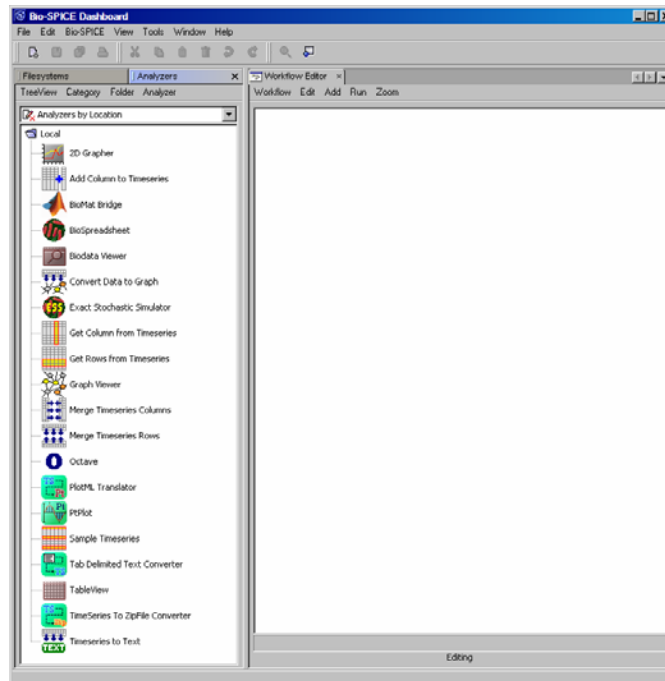 Bio-SPICE Dashboard
File Edit Bio-SPICE View Tools Window Help
Filesystems Analyzers
TreeView Category Folder Analyzer
Analyzers by Location
Local
2D Grapher
Add Column to Timeseries
BioMat Bridge
BioSpreadsheet
Biodata Viewer
Convert Data to Graph
ESS Exact Stochastic Simulator
Get Column from Timeseries
Get Rows from Timeseries
Graph Viewer
Merge Timeseries Columns
Merge Timeseries Rows
Octave
PlotML Translator
Pt PtPlot
Sample Timeseries
Tab Delimited Text Converter
TableView
TimeSeries To ZipFile Converter
TEXT Timeseries to Text
Workflow Editor
Workflow Edit Add Run Zoom
Editing